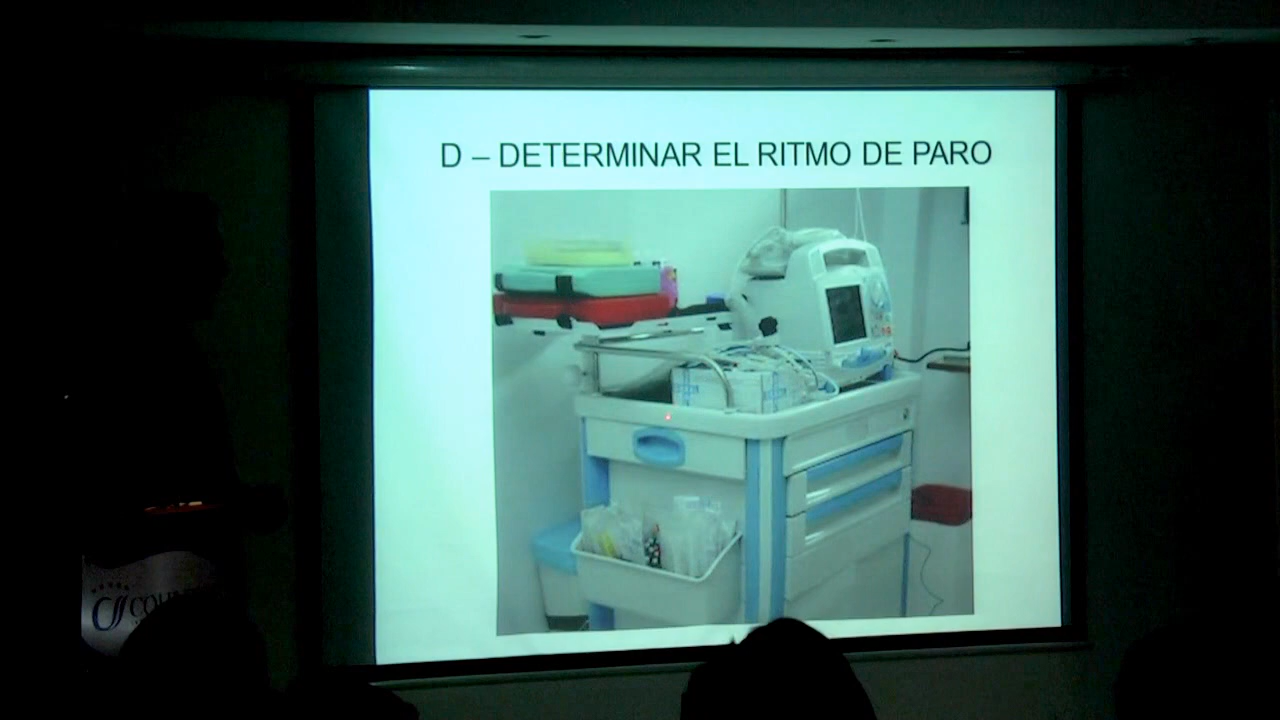 D – DETERMINAR EL RITMO DE PARO